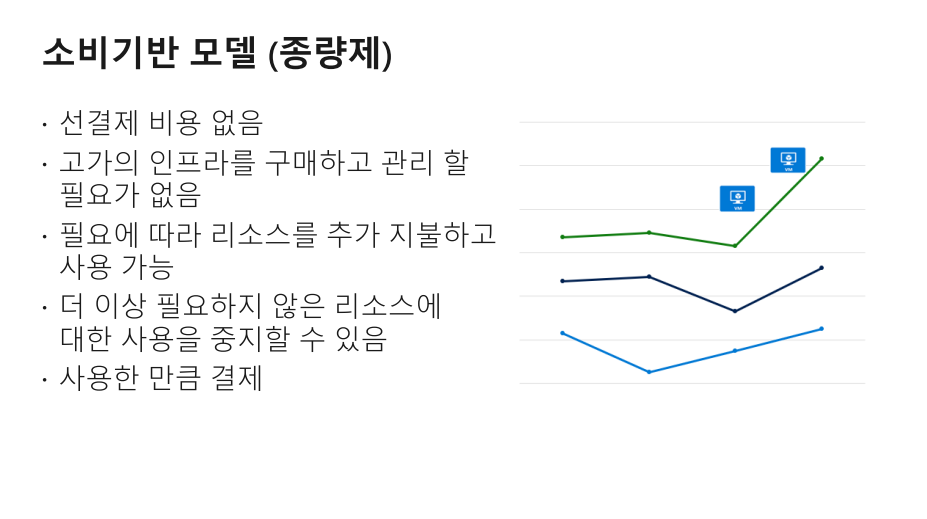 소비기반 모델 (종량제)
• 선결제 비용 없음
• 고가의 인프라를 구매하고 관리 할
필요가 없음
• 필요에 따라 리소스를 추가 지불하고
사용 가능
• 더 이상 필요하지 않은 리소스에
대한 사용을 중지할 수 있음
• 사용한 만큼 결제
VM
VM